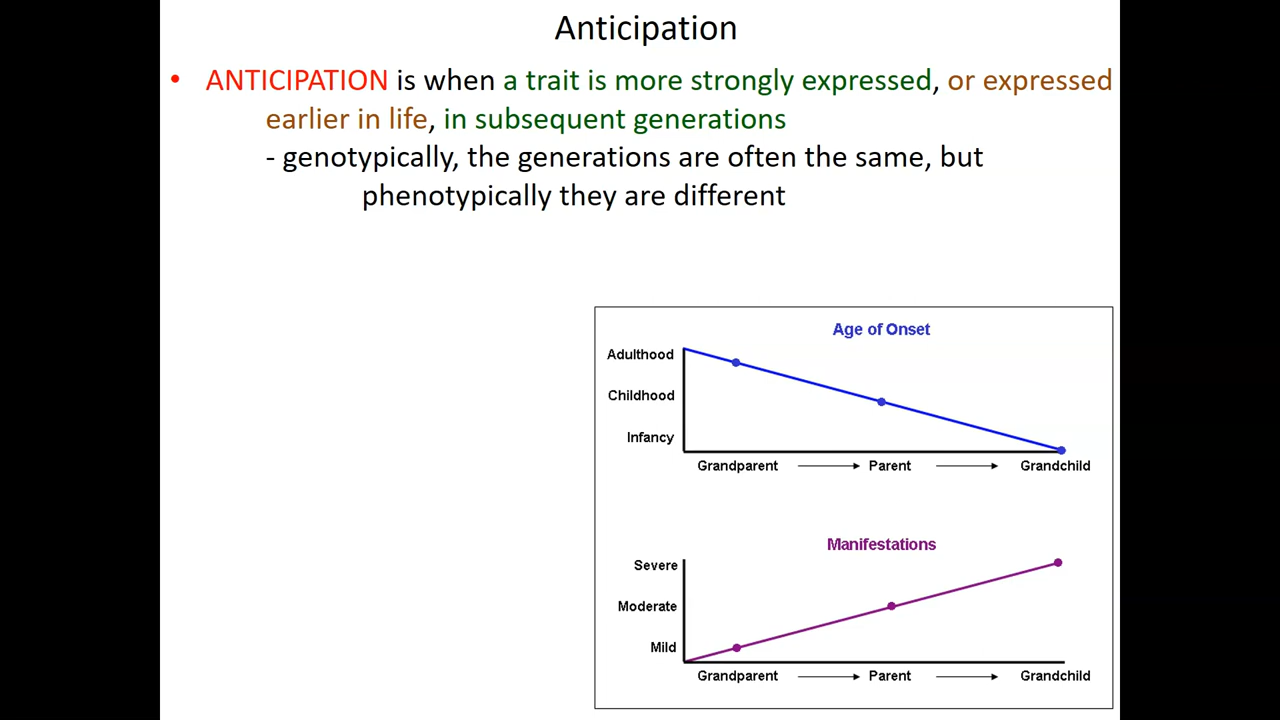 Anticipation
• ANTICIPATION is when a trait is more strongly expressed, or expressed
earlier in life, in subsequent generations
- genotypically, the generations are often the same, but
phenotypically they are different
Age of Onset
Adulthood
Childhood
Infancy
Grandparent Parent Grandchild
Manifestations
Severe
Moderate
Mild
Grandparent Parent Grandchild